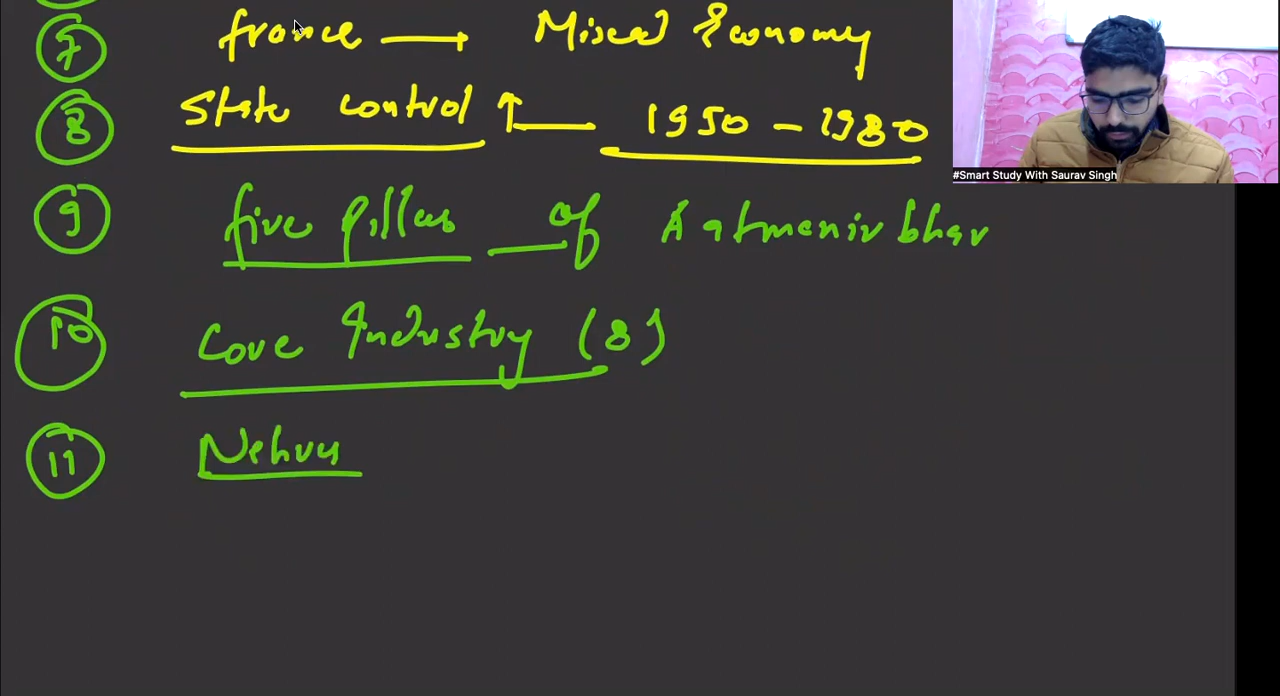 7 france → Mixed Economy
8 State control ↑ — 1950 - 1980
#Smart Study With Saurav Singh
9 five pillars — of Aatmanirbhar
10 Core Industry (8)
11 Nehru